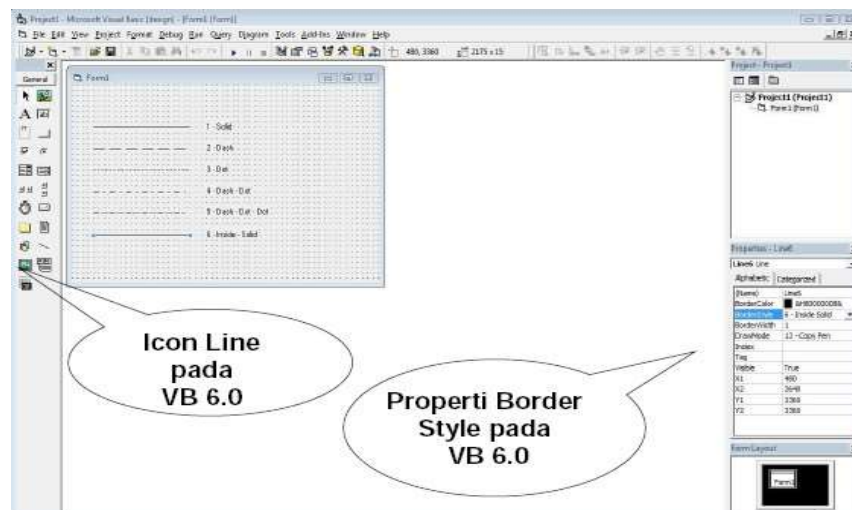 Project1 - Microsoft Visual Basic [design] - [Form1 (Form)]
File Edit View Project Format Debug Run Query Diagram Tools Add-Ins Window Help
480, 3360 2175 x 15
General
Form1
1 - Solid
2 - Dash
3 - Dot
4 - Dash - Dot
5 - Dash - Dot - Dot
6 - Inside - Solid
Icon Line
pada
VB 6.0
Properti Border
Style pada
VB 6.0
Project - Project1
Project1 (Project1)
Form1 (Form1)
Properties - Line6
Line6 Line
Alphabetic Categorized
(Name) Line6
BorderColor
BorderStyle 6 - Inside Solid
BorderWidth 1
DrawMode 13 - Copy Pen
Index
Tag
Visible True
X1 480
X2
Y1 3360
Y2 3360
Form Layout
Form1